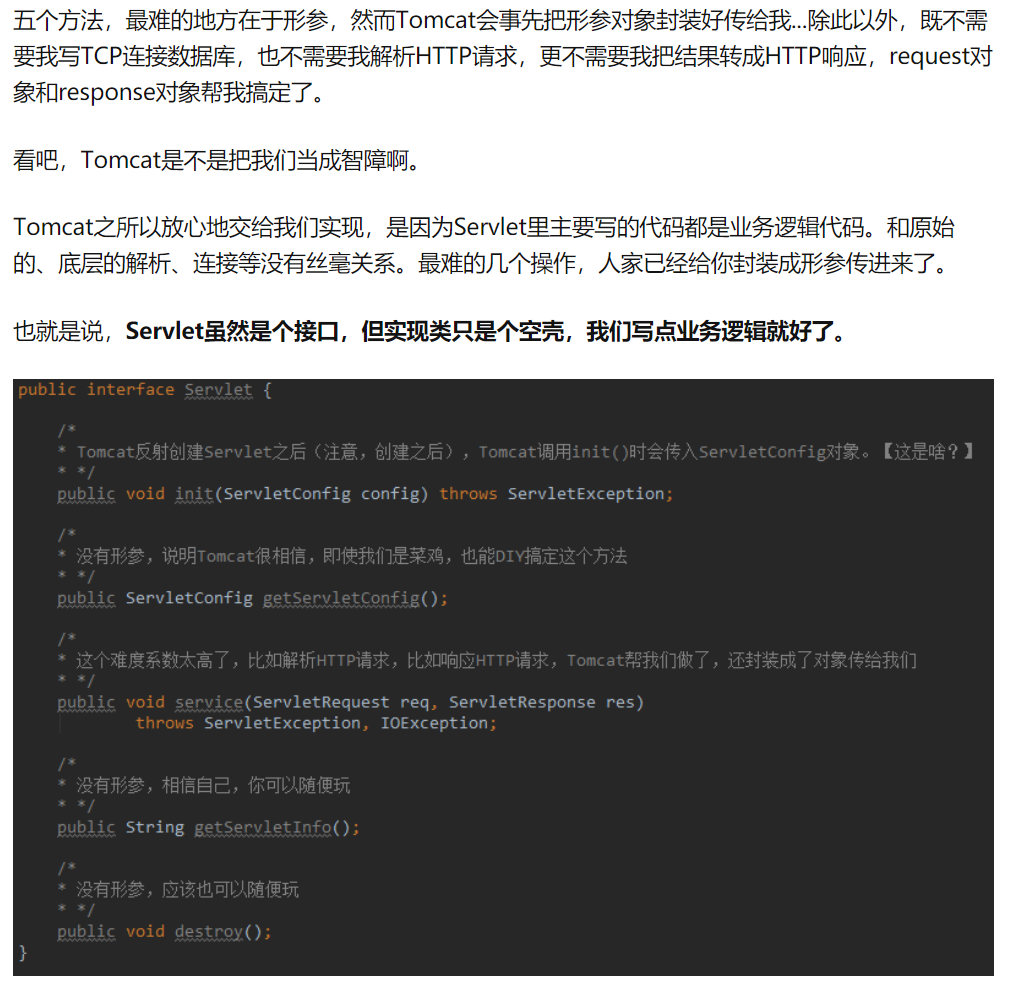 五个方法，最难的地方在于形参，然而Tomcat会事先把形参对象封装好传给我...除此以外，既不需
要我写TCP连接数据库，也不需要我解析HTTP请求，更不需要我把结果转成HTTP响应，request对
象和response对象帮我搞定了。
看吧，Tomcat是不是把我们当成智障啊。
Tomcat之所以放心地交给我们实现，是因为Servlet里主要写的代码都是业务逻辑代码。和原始
的、底层的解析、连接等没有丝毫关系。最难的几个操作，人家已经给你封装成形参传进来了。
也就是说，Servlet虽然是个接口，但实现类只是个空壳，我们写点业务逻辑就好了。
public interface Servlet {
/*
* Tomcat反射创建Servlet之后（注意，创建之后），Tomcat调用init()时会传入ServletConfig对象。【这是啥？】
* */
public void init(ServletConfig config) throws ServletException;
/*
* 没有形参，说明Tomcat很相信，即使我们是菜鸡，也能DIY搞定这个方法
* */
public ServletConfig getServletConfig();
/*
* 这个难度系数太高了，比如解析HTTP请求，比如响应HTTP请求，Tomcat帮我们做了，还封装成了对象传给我们
* */
public void service(ServletRequest req, ServletResponse res)
throws ServletException, IOException;
/*
* 没有形参，相信自己，你可以随便玩
* */
public String getServletInfo();
/*
* 没有形参，应该也可以随便玩
* */
public void destroy();
}